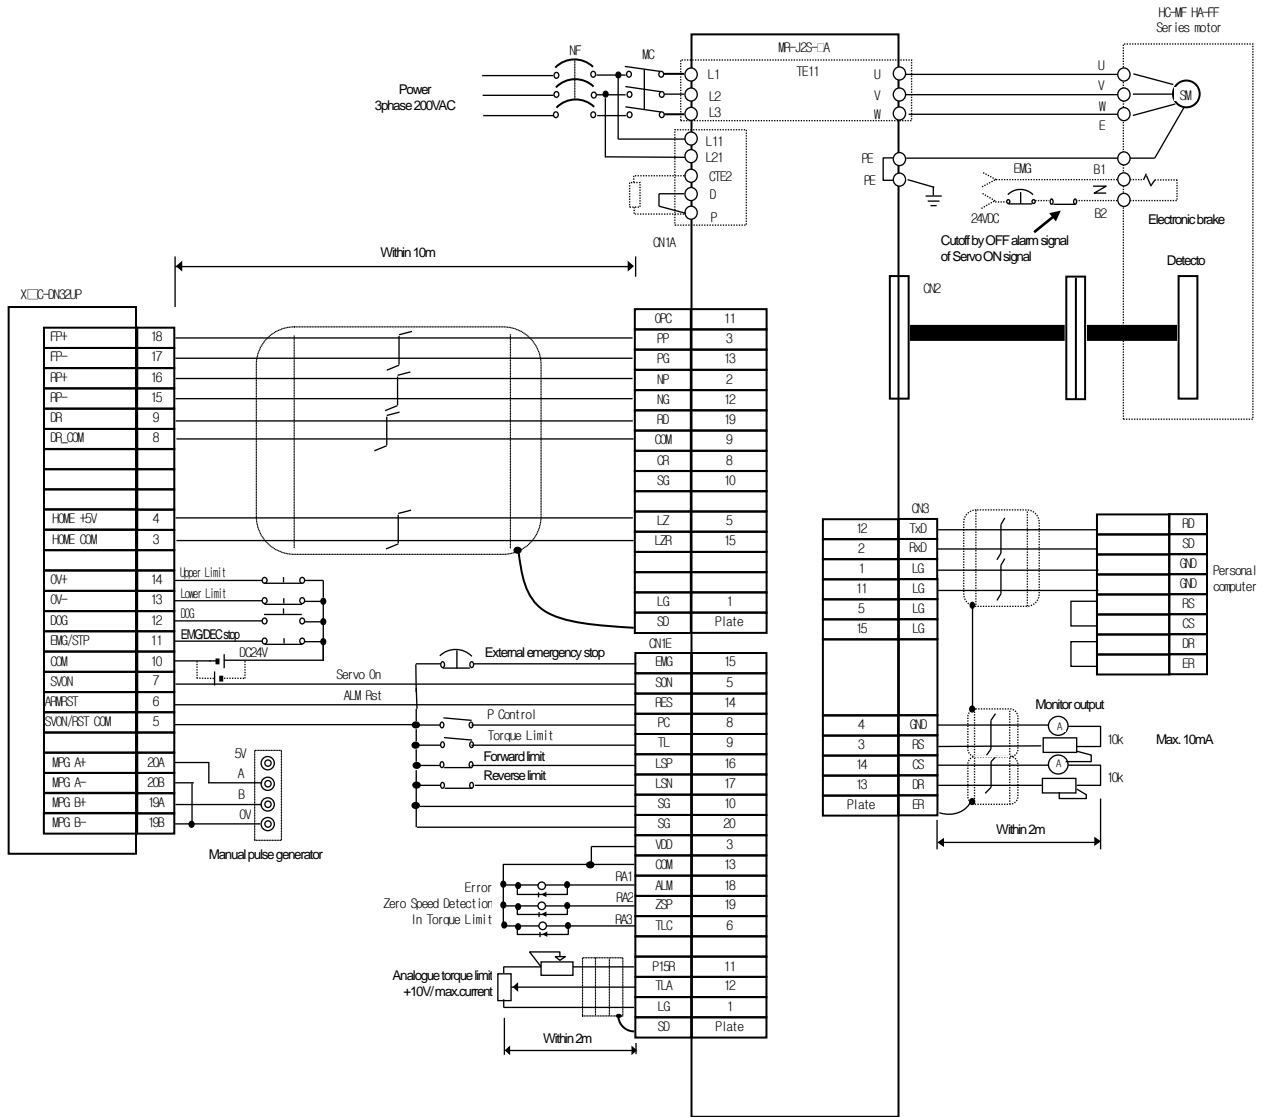 HC-MF HA-FF
Series motor
NF
MC
MR-J2S-□A
TE11
Power
3phase 200VAC
L1
L2
L3
U
V
W
U
V
W
E
SM
L11
L21
CTE2
D
P
PE
PE
EMG
B1
24VDC
B2
Electronic brake
Cutoff by OFF alarm signal
of Servo ON signal
Detecto
CN1A
CN2
Within 10m
X□C-DN32UP
FP+ 18
FP- 17
RP+ 16
RP- 15
DR 9
DR_COM 8
HOME +5V 4
HOME COM 3
OV+ 14
OV- 13
DOG 12
EMG/STP 11
COM 10
SVON 7
ARMRST 6
SVON/RST COM 5
MPG A+ 20A
MPG A- 20B
MPG B+ 19A
MPG B- 19B
Upper Limit
Lower Limit
DOG
EMG/DEC stop
DC24V
Servo On
ALM Rst
5V
A
B
0V
Manual pulse generator
OPC 11
PP 3
PG 13
NP 2
NG 12
RD 19
COM 9
CR 8
SG 10
LZ 5
LZR 15
LG 1
SD Plate
CN1E
EMG 15
SON 5
RES 14
PC 8
TL 9
LSP 16
LSN 17
SG 10
SG 20
VDD 3
COM 13
ALM 18
ZSP 19
TLC 6
P15R 11
TLA 12
LG 1
SD Plate
External emergency stop
P Control
Torque Limit
Forward limit
Reverse limit
Error
Zero Speed Detection
In Torque Limit
RA1
RA2
RA3
Analogue torque limit
+10V/max.current
Within 2m
CN3
12 TxD
2 RxD
1 LG
11 LG
5 LG
15 LG
4 GND
3 RS
14 CS
13 DR
Plate ER
RD
SD
GND
GND
RS
CS
DR
ER
Personal
computer
Monitor output
A
10k
A
10k
Max. 10mA
Within 2m